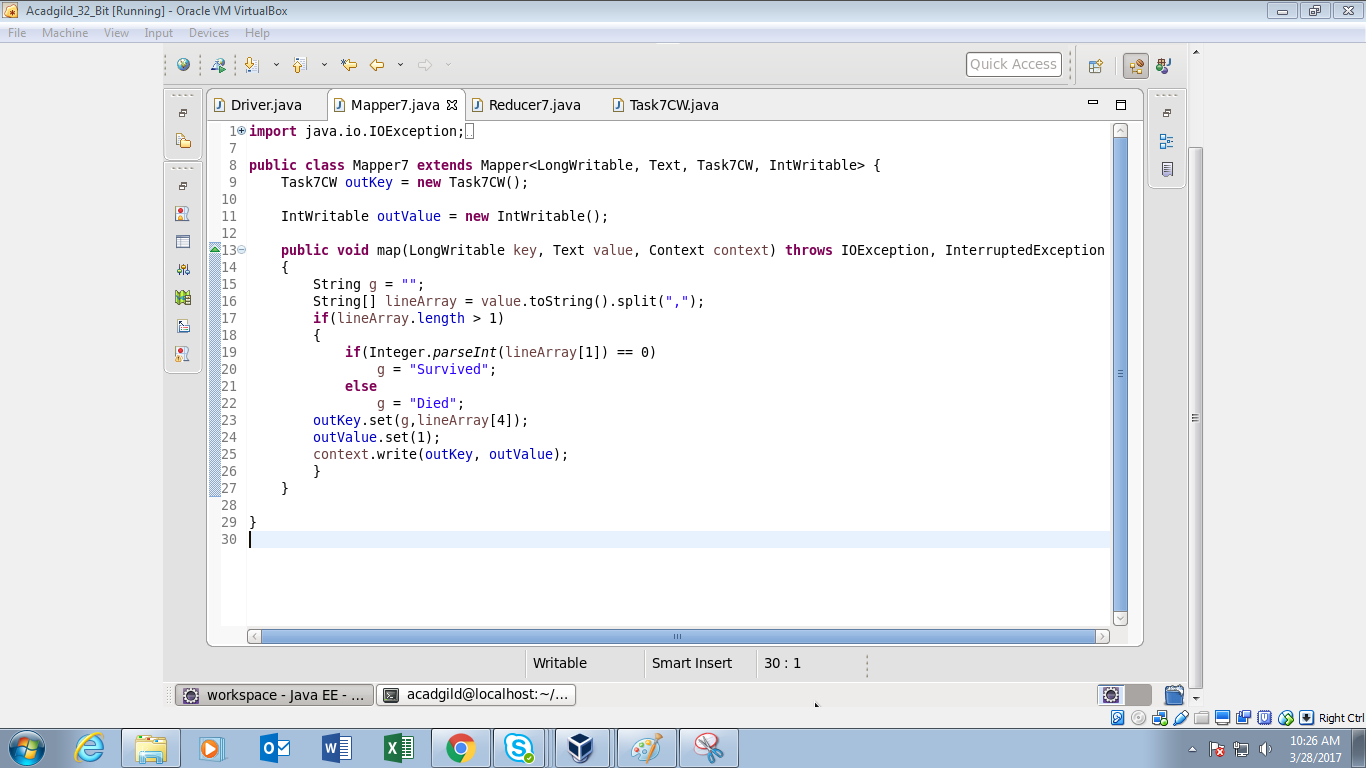 Acadgild_32_Bit [Running] - Oracle VM VirtualBox
File Machine View Input Devices Help
Quick Access
Driver.java Mapper7.java Reducer7.java Task7CW.java
1 import java.io.IOException;
7
8 public class Mapper7 extends Mapper<LongWritable, Text, Task7CW, IntWritable> {
9 Task7CW outKey = new Task7CW();
10
11 IntWritable outValue = new IntWritable();
12
13 public void map(LongWritable key, Text value, Context context) throws IOException, InterruptedException
14 {
15 String g = "";
16 String[] lineArray = value.toString().split(",");
17 if(lineArray.length > 1)
18 {
19 if(Integer.parseInt(lineArray[1]) == 0)
20 g = "Survived";
21 else
22 g = "Died";
23 outKey.set(g,lineArray[4]);
24 outValue.set(1);
25 context.write(outKey, outValue);
26 }
27 }
28
29 }
30
Writable Smart Insert 30 : 1
workspace - Java EE - ... acadgild@localhost:~/...
Right Ctrl
10:26 AM
3/28/2017